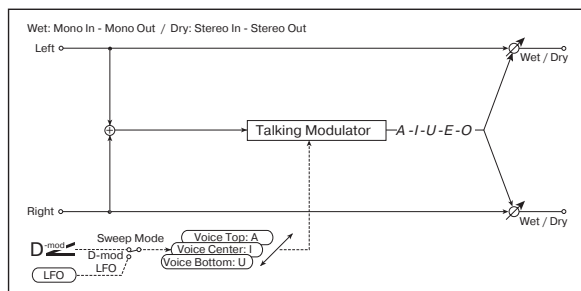 Wet: Mono In - Mono Out / Dry: Stereo In - Stereo Out
Left
Wet / Dry
Talking Modulator
A-I-U-E-O
Right
Wet / Dry
Sweep Mode
D-mod
D-mod
LFO
LFO
Voice Top: A
Voice Center: I
Voice Bottom: U